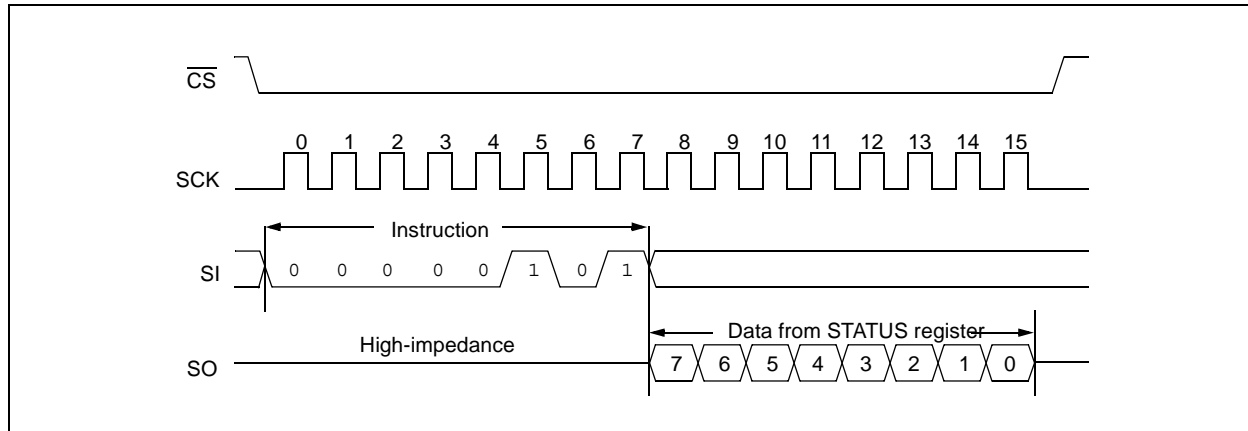 CS
0 1 2 3 4 5 6 7 8 9 10 11 12 13 14 15
SCK
Instruction
SI 0 0 0 0 0 1 0 1
High-impedance
Data from STATUS register
SO 7 6 5 4 3 2 1 0